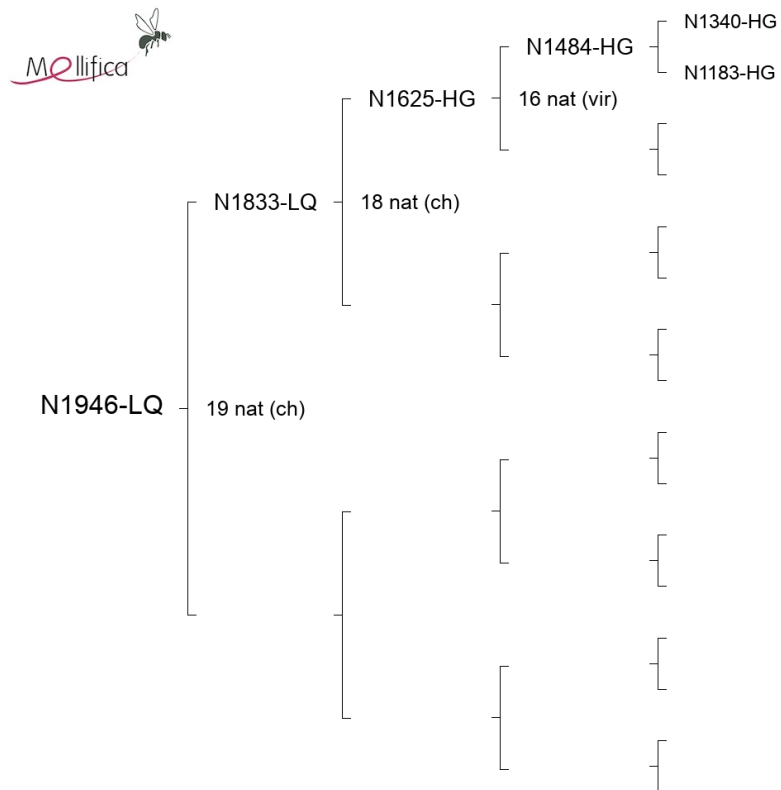 Mellifica
N1340-HG
N1484-HG
N1183-HG
N1625-HG
16 nat (vir)
N1833-LQ
18 nat (ch)
N1946-LQ
19 nat (ch)